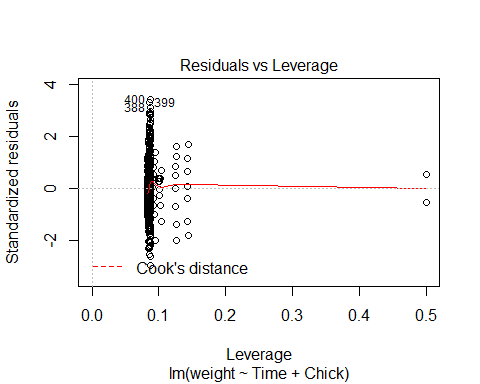 Residuals vs Leverage
Standardized residuals
4
2
0
-2
400
399
388
Cook's distance
0.0 0.1 0.2 0.3 0.4 0.5
Leverage
lm(weight ~ Time + Chick)